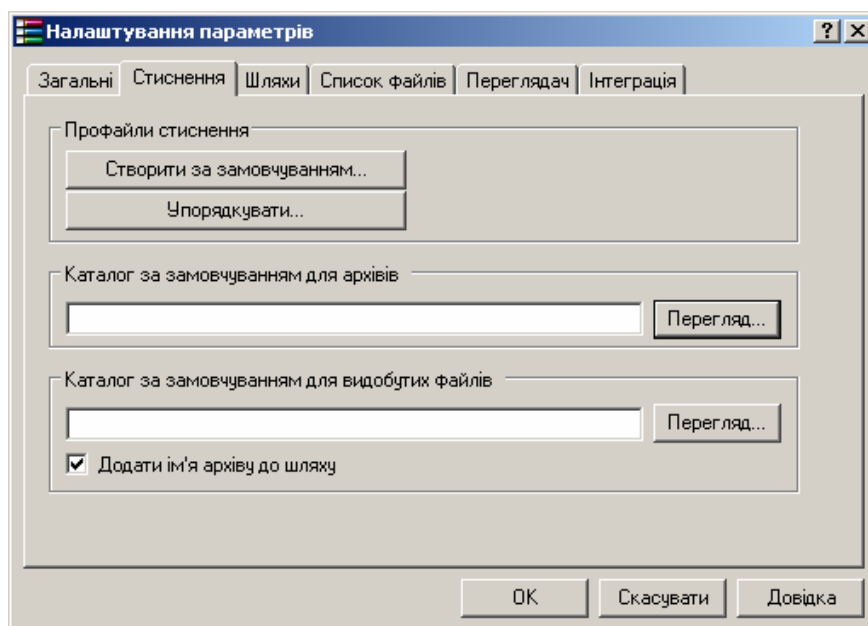 Налаштування параметрів
Загальні Стиснення Шляхи Список файлів Переглядач Інтеграція
Профайли стиснення
Створити за замовчуванням...
Упорядкувати...
Каталог за замовчуванням для архівів
Перегляд...
Каталог за замовчуванням для видобутих файлів
Перегляд...
Додати ім'я архіву до шляху
OK Скасувати Довідка